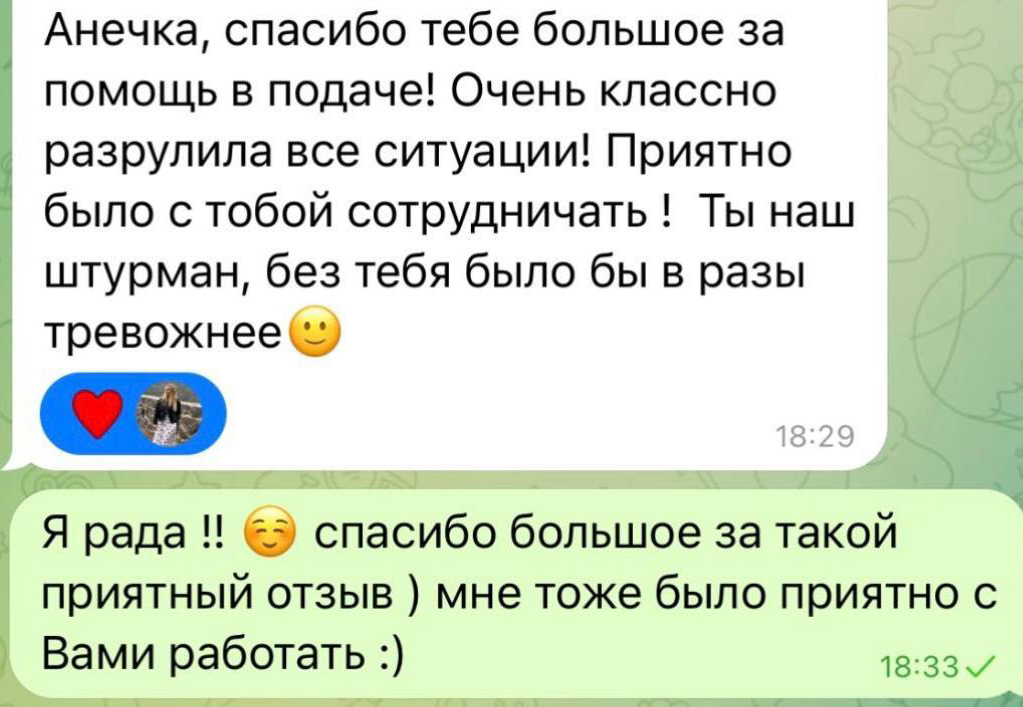 Анечка, спасибо тебе большое за
помощь в подаче! Очень классно
разрулила все ситуации! Приятно
было с тобой сотрудничать !  Ты наш
штурман, без тебя было бы в разы
тревожнее🙂
18:29
Я рада !! ☺️ спасибо большое за такой
приятный отзыв ) мне тоже было приятно с
Вами работать :)
18:33